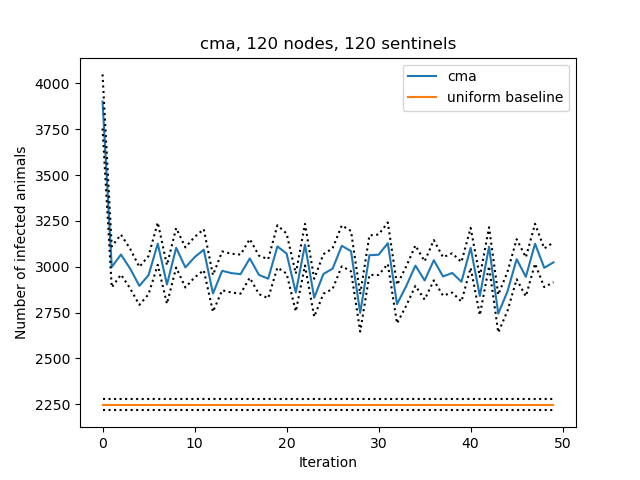 cma, 120 nodes, 120 sentinels
cma
uniform baseline
Number of infected animals
4000
3750
3500
3250
3000
2750
2500
2250
0
10
20
30
40
50
Iteration